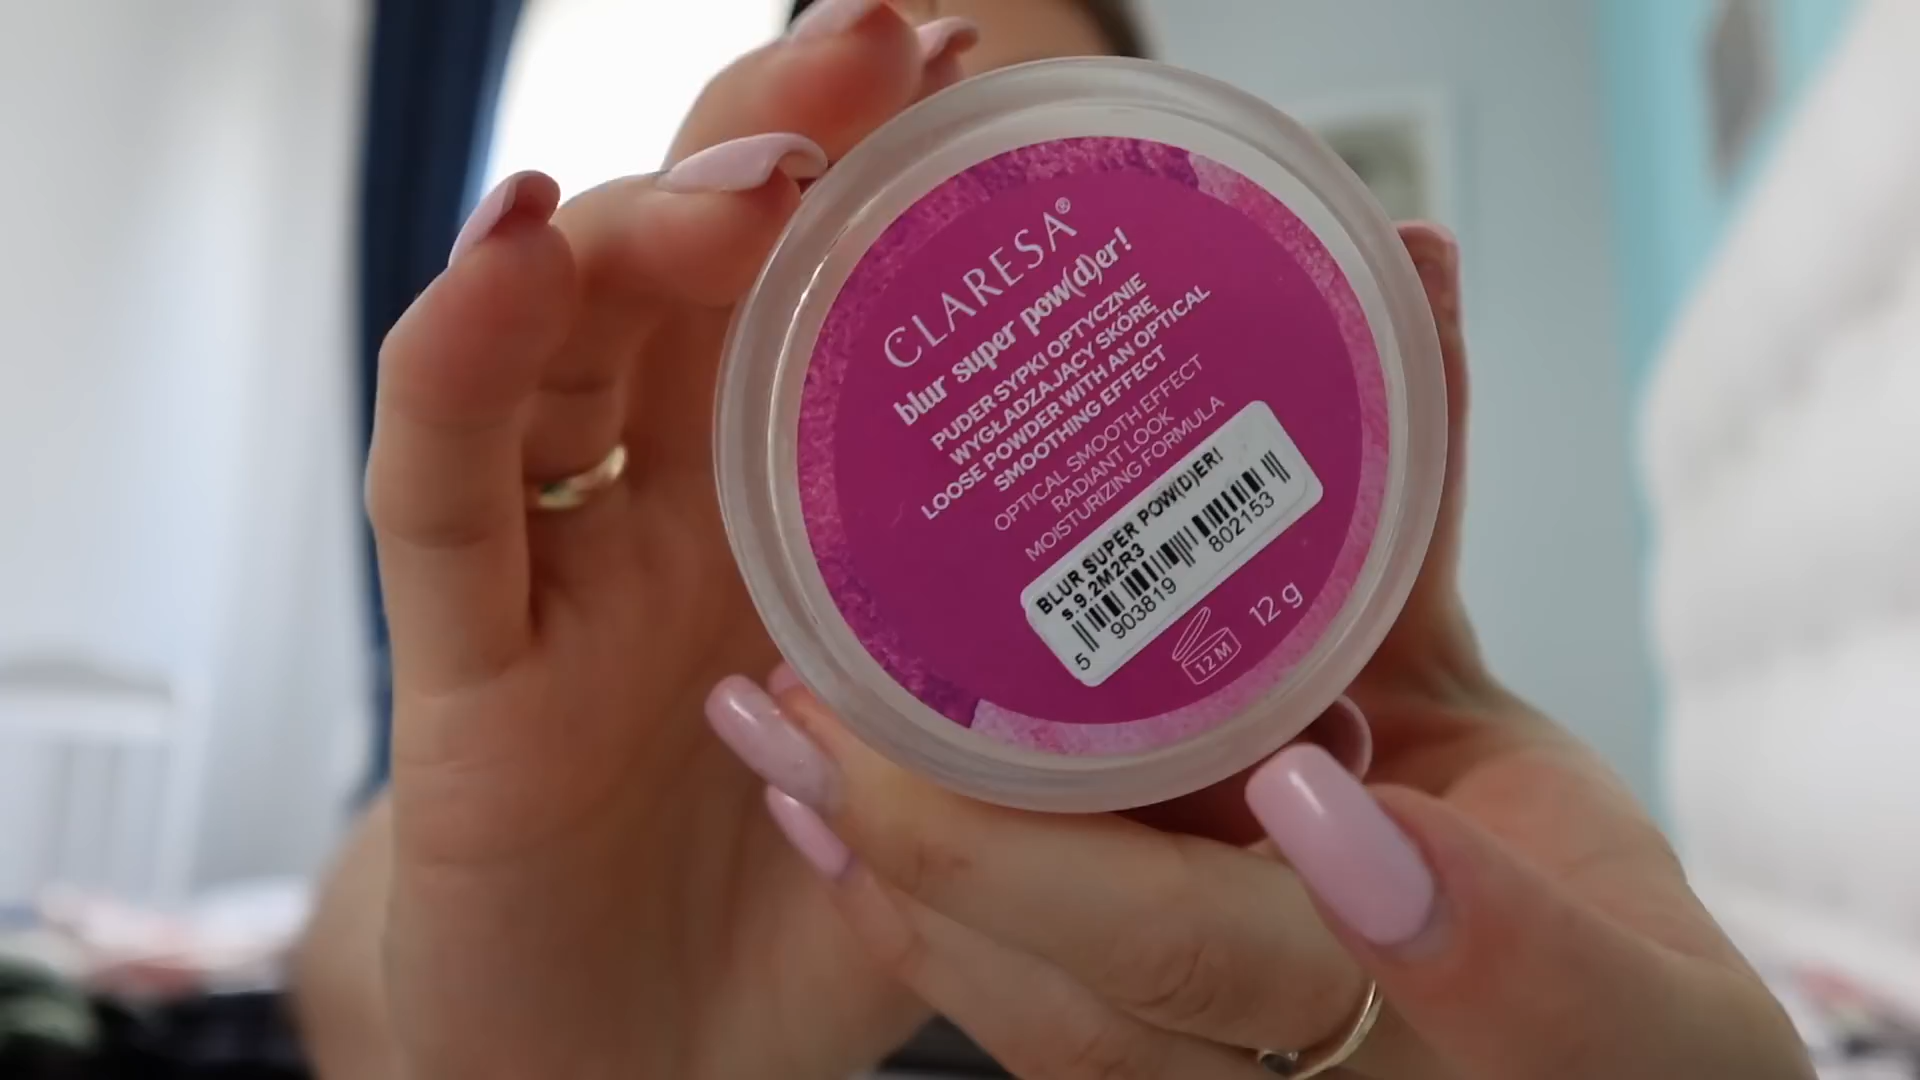 CLARESA®
blur super pow(d)er!
PUDER SYPKI OPTYCZNIE
WYGŁADZAJĄCY SKÓRĘ
LOOSE POWDER WITH AN OPTICAL
SMOOTHING EFFECT
OPTICAL SMOOTH EFFECT
RADIANT LOOK
MOISTURIZING FORMULA
BLUR SUPER POW(D)ER!
s.9.2M2R3
5 903819 802153
12 M
12 g